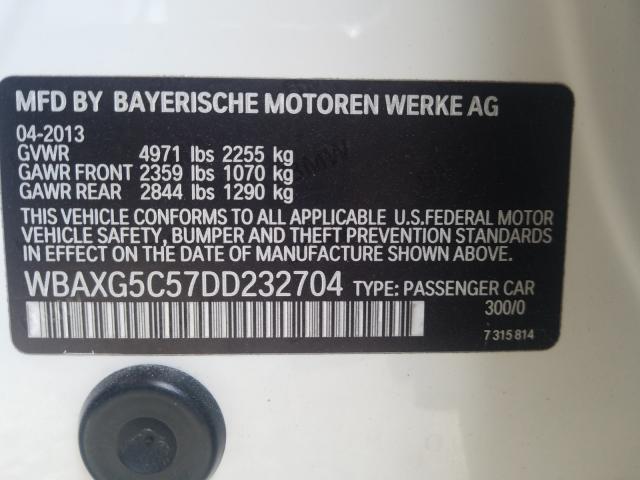 MFD BY BAYERISCHE MOTOREN WERKE AG
04-2013
GVWR 4971 lbs 2255 kg
GAWR FRONT 2359 lbs 1070 kg
GAWR REAR 2844 lbs 1290 kg
THIS VEHICLE CONFORMS TO ALL APPLICABLE U.S.FEDERAL MOTOR
VEHICLE SAFETY, BUMPER AND THEFT PREVENTION STANDARDS
IN EFFECT ON THE DATE OF MANUFACTURE SHOWN ABOVE.
WBAXG5C57DD232704 TYPE: PASSENGER CAR
300/0
7 315 814